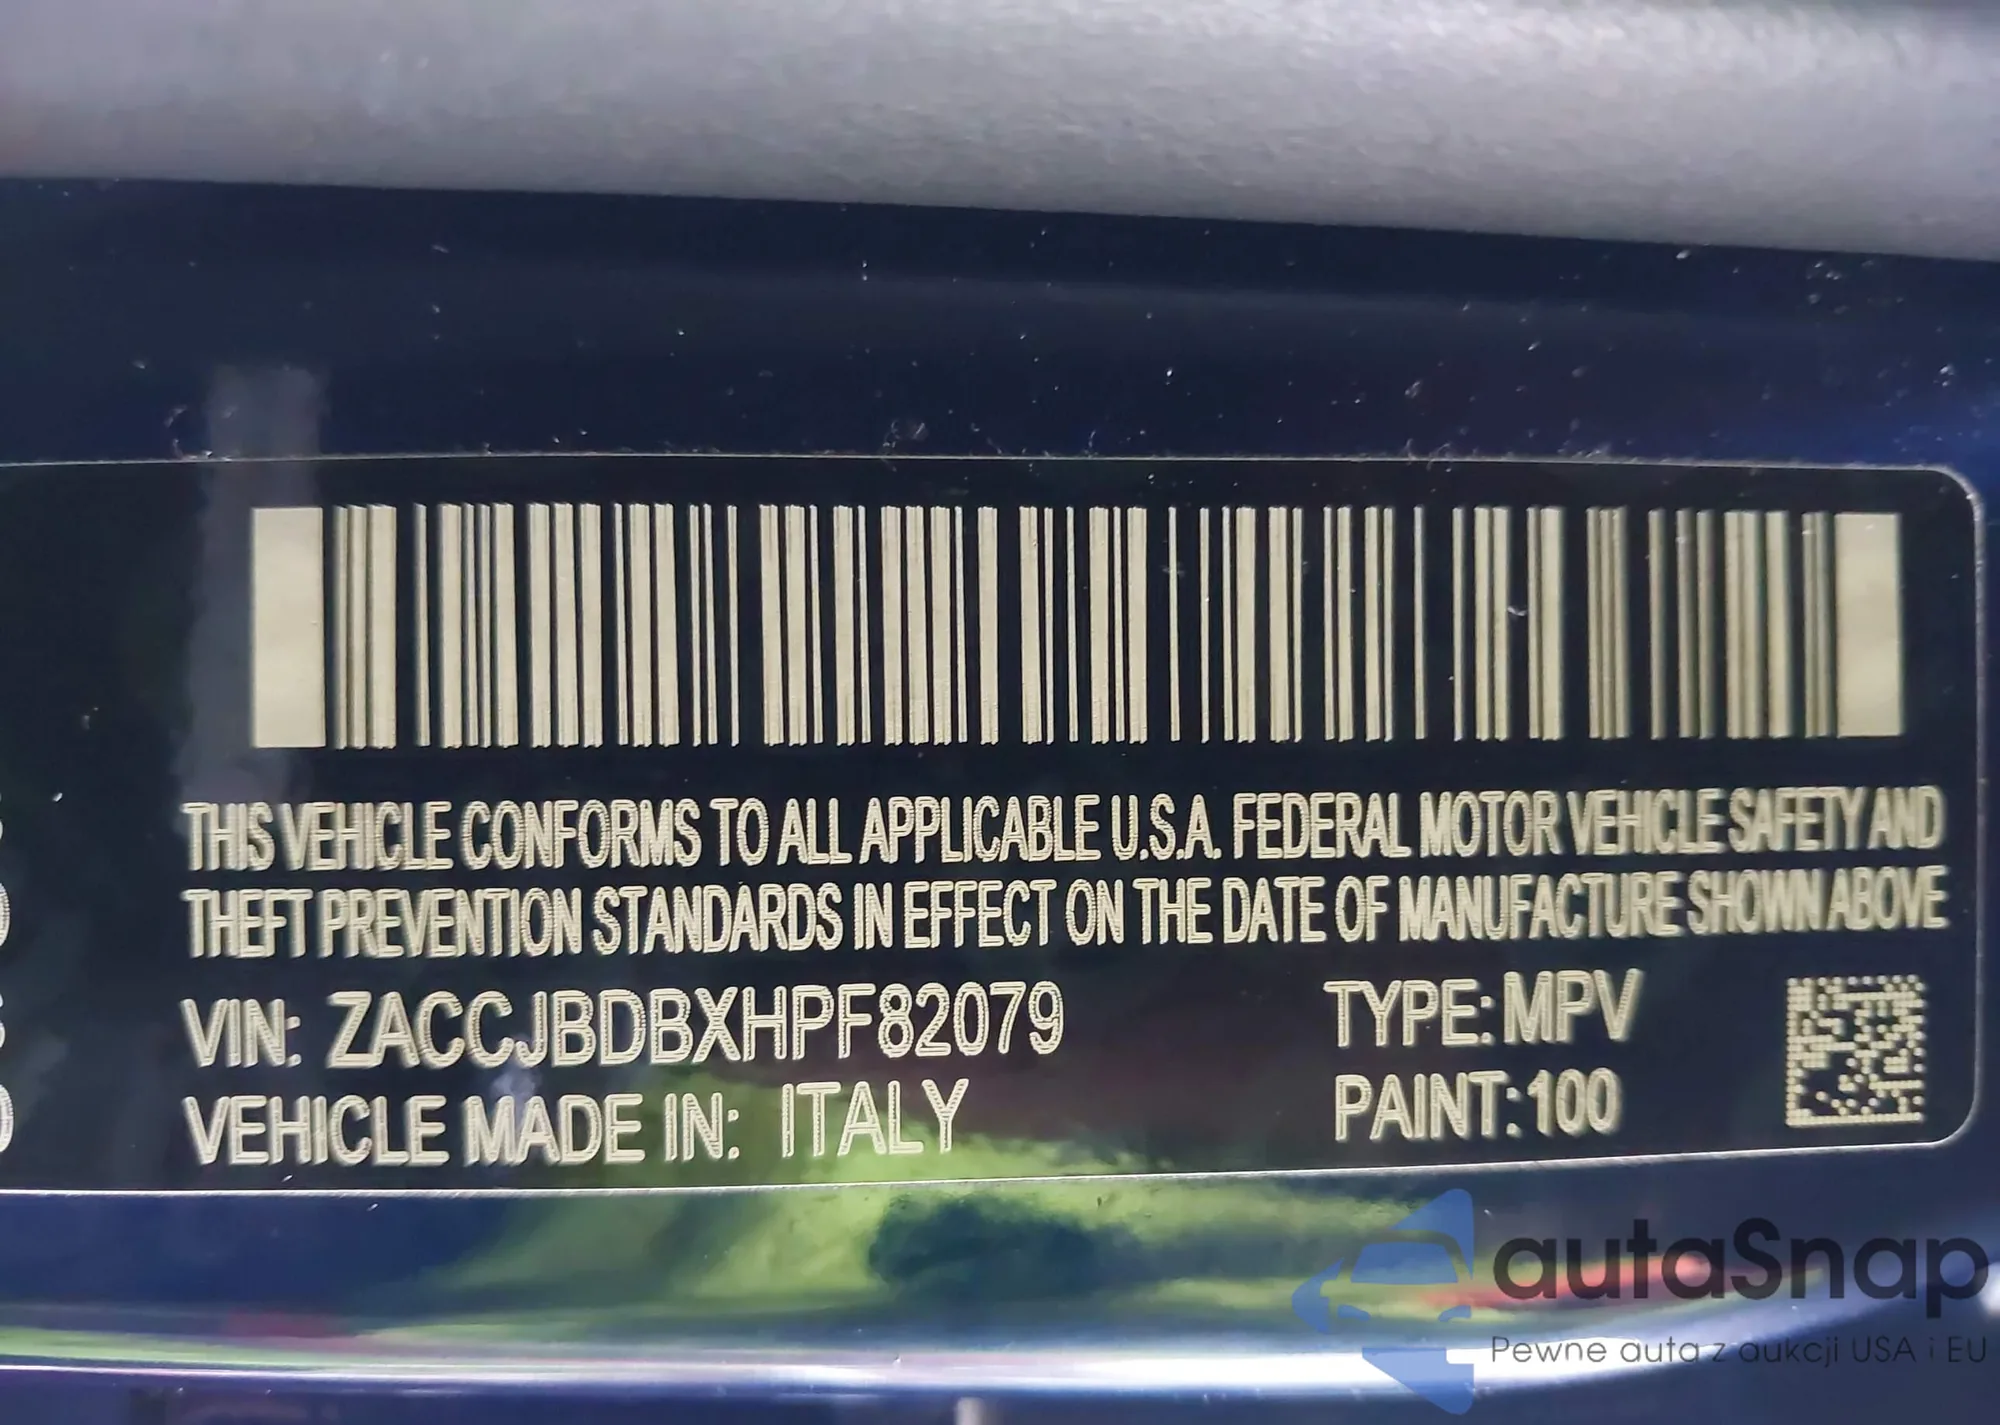 THIS VEHICLE CONFORMS TO ALL APPLICABLE U.S.A. FEDERAL MOTOR VEHICLE SAFETY AND
THEFT PREVENTION STANDARDS IN EFFECT ON THE DATE OF MANUFACTURE SHOWN ABOVE
VIN: ZACCJBDBXHPF82079
TYPE: MPV
VEHICLE MADE IN: ITALY
PAINT: 100
autaSnap
Pewne auta z aukcji USA i EU